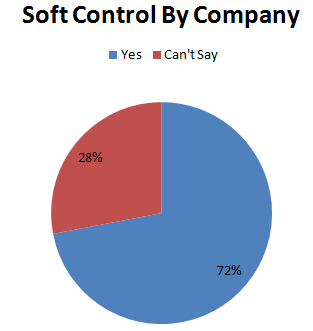 Soft Control By Company
Yes Can't Say
28%
72%